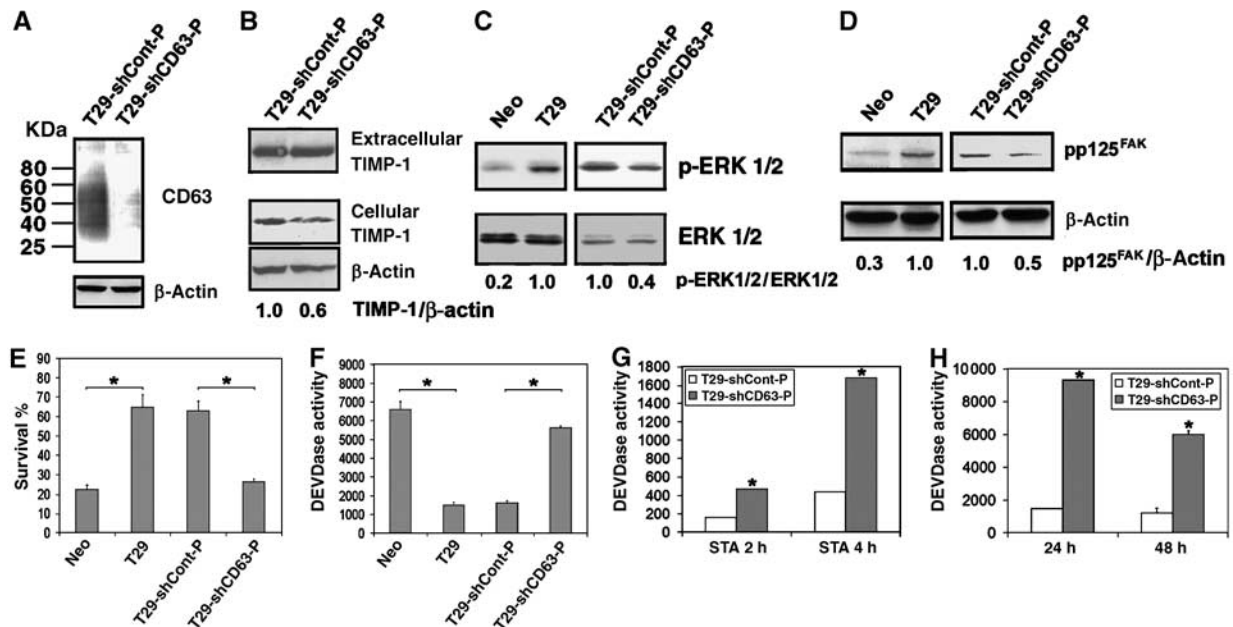 A
T29-shCont-P
T29-shCD63-P
KDa
80
60
50
40
25
CD63
β-Actin
B
T29-shCont-P
T29-shCD63-P
Extracellular
TIMP-1
Cellular
TIMP-1
β-Actin
1.0 0.6 TIMP-1/β-actin
C
Neo
T29
T29-shCont-P
T29-shCD63-P
p-ERK 1/2
ERK 1/2
0.2 1.0 1.0 0.4 p-ERK1/2/ERK1/2
D
Neo
T29
T29-shCont-P
T29-shCD63-P
pp125FAK
β-Actin
0.3 1.0 1.0 0.5 pp125FAK/β-Actin
E
Survival %
90
80
70
60
50
40
30
20
10
0
*
*
Neo
T29
T29-shCont-P
T29-shCD63-P
F
DEVDase activity
9000
8000
7000
6000
5000
4000
3000
2000
1000
0
*
*
Neo
T29
T29-shCont-P
T29-shCD63-P
G
DEVDase activity
1800
1600
1400
1200
1000
800
600
400
200
0
T29-shCont-P
T29-shCD63-P
*
*
STA 2 h
STA 4 h
H
DEVDase activity
10000
8000
6000
4000
2000
0
T29-shCont-P
T29-shCD63-P
*
*
24 h
48 h